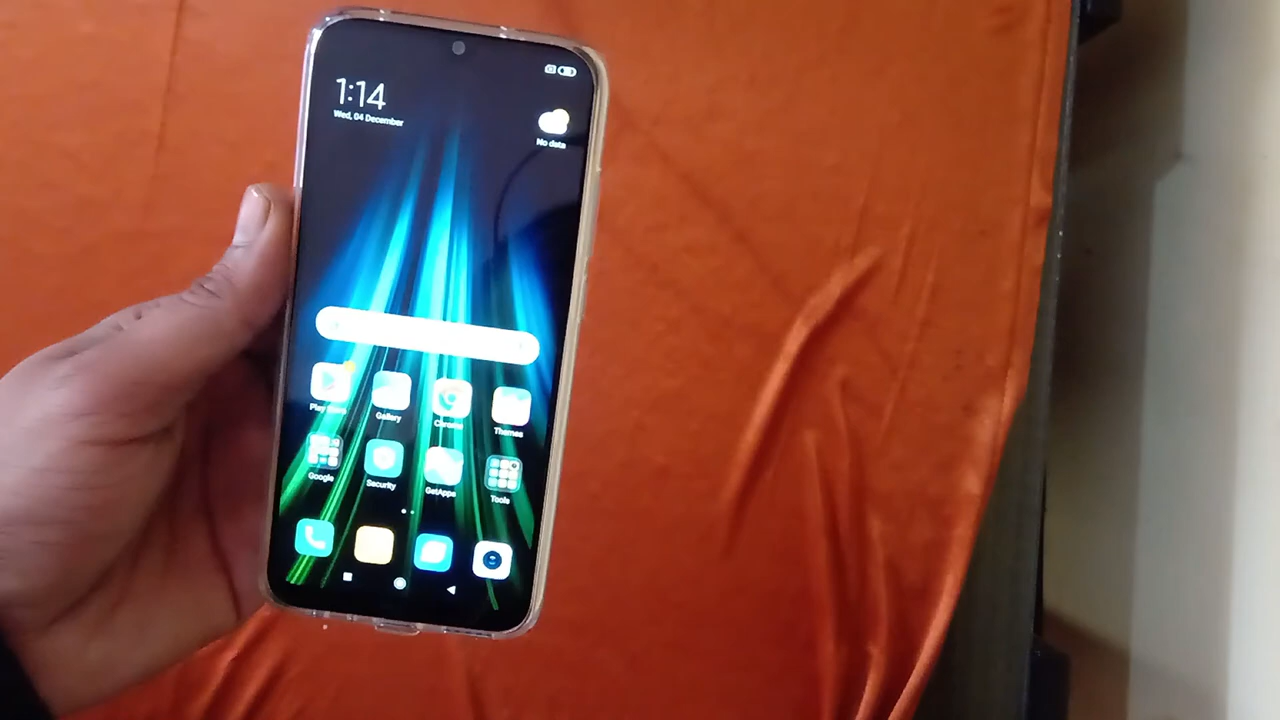 1:14
Wed, 04 December
No data
Play Store
Gallery
Chrome
Themes
Google
Security
GetApps
Tools